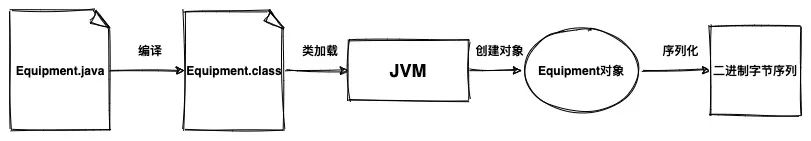 Equipment.java
编译
Equipment.class
类加载
JVM
创建对象
Equipment对象
序列化
二进制字节序列